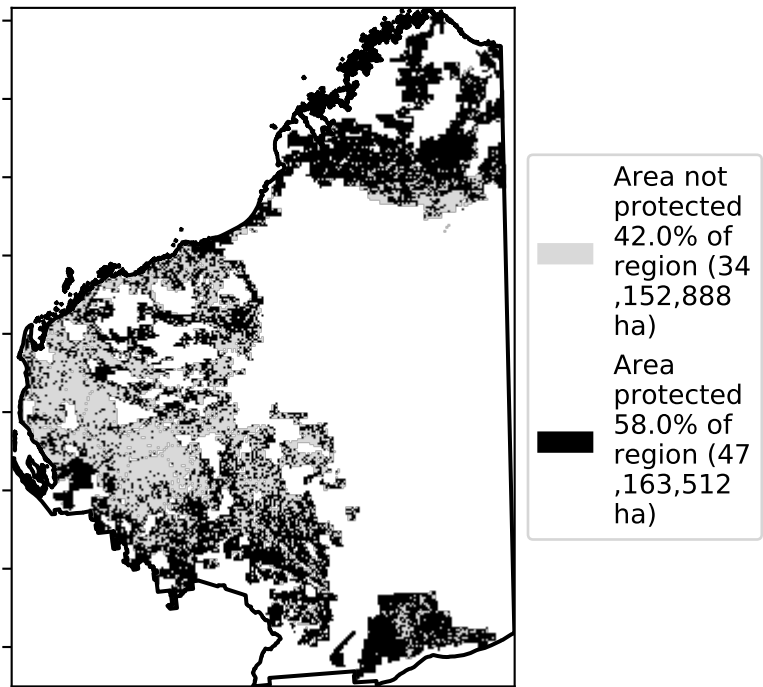 Area not
protected
42.0% of
region (34
,152,888
ha)
Area
protected
58.0% of
region (47
,163,512
ha)